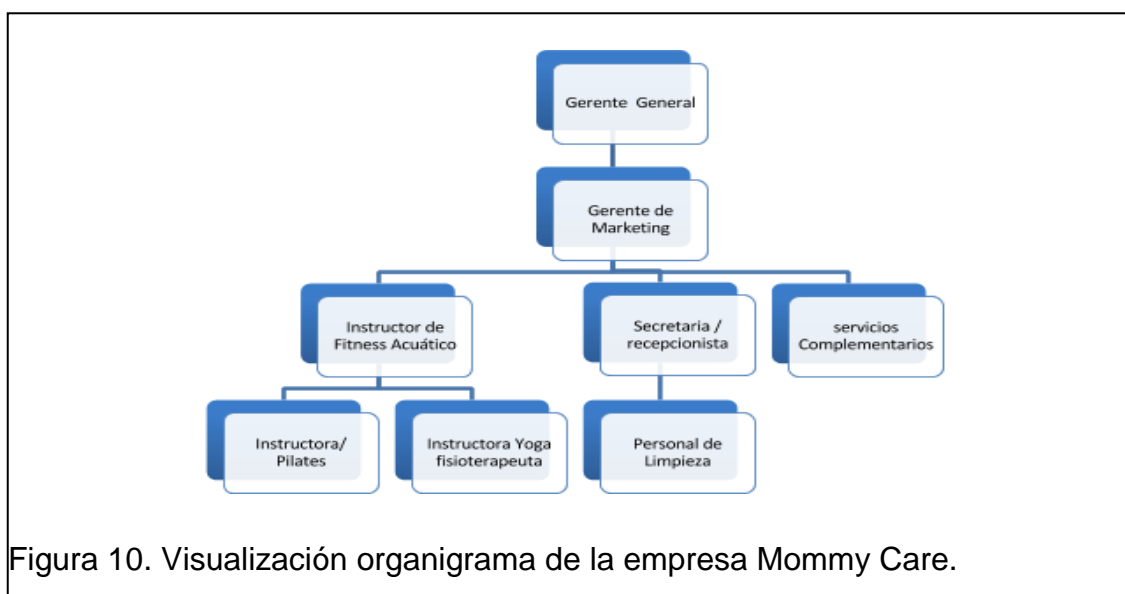 Gerente General
Gerente de
Marketing
Instructor de
Fitness Acuático
Secretaria /
recepcionista
servicios
Complementarios
Instructora/
Pilates
Instructora Yoga
fisioterapeuta
Personal de
Limpieza
Figura 10. Visualización organigrama de la empresa Mommy Care.